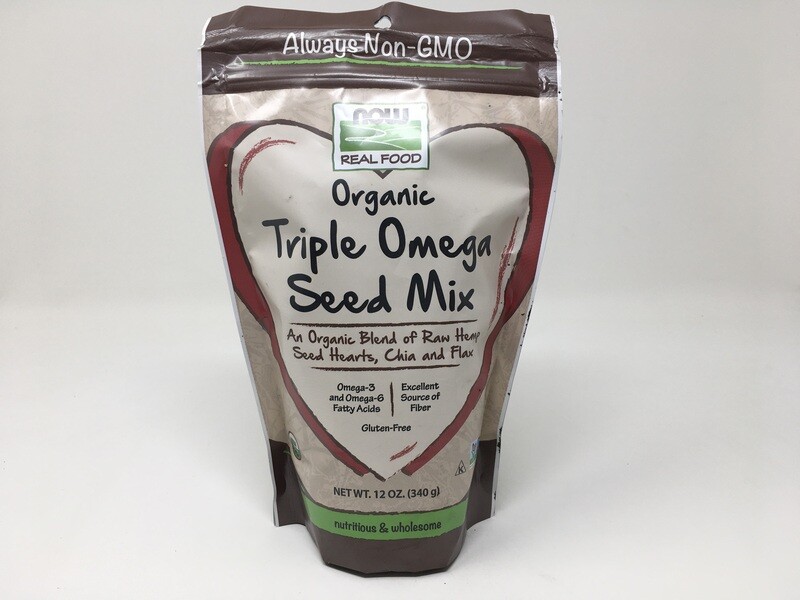 Always Non-GMO
NOW
REAL FOOD
Organic
Triple Omega
Seed Mix
An Organic Blend of Raw Hemp
Seed Hearts, Chia and Flax
Omega-3
and Omega-6
Fatty Acids
Excellent
Source of
Fiber
Gluten-Free
K
NET WT. 12 OZ. (340 g)
nutritious & wholesome